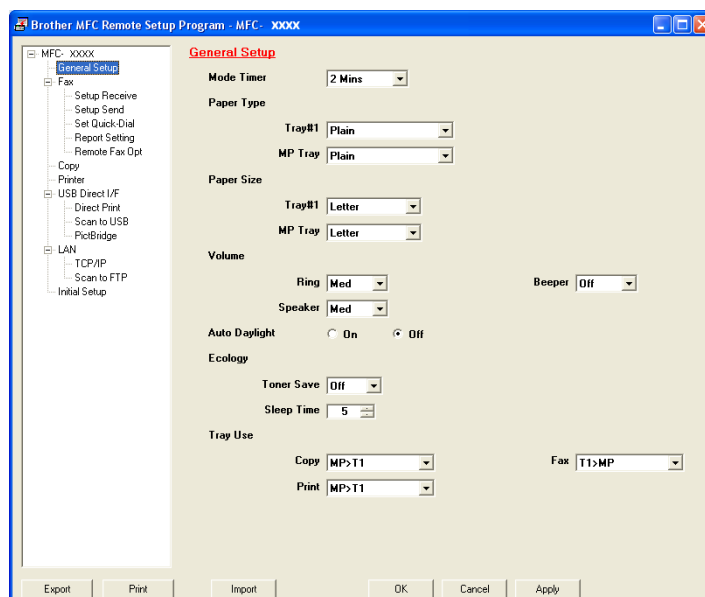 Brother MFC Remote Setup Program - MFC- XXXX
MFC- XXXX
General Setup
Fax
Setup Receive
Setup Send
Set Quick-Dial
Report Setting
Remote Fax Opt
Copy
Printer
USB Direct I/F
Direct Print
Scan to USB
PictBridge
LAN
TCP/IP
Scan to FTP
Initial Setup
General Setup
Mode Timer 2 Mins
Paper Type
Tray#1 Plain
MP Tray Plain
Paper Size
Tray#1 Letter
MP Tray Letter
Volume
Ring Med Beeper Off
Speaker Med
Auto Daylight On Off
Ecology
Toner Save Off
Sleep Time 5
Tray Use
Copy MP>T1 Fax T1>MP
Print MP>T1
Export Print Import OK Cancel Apply